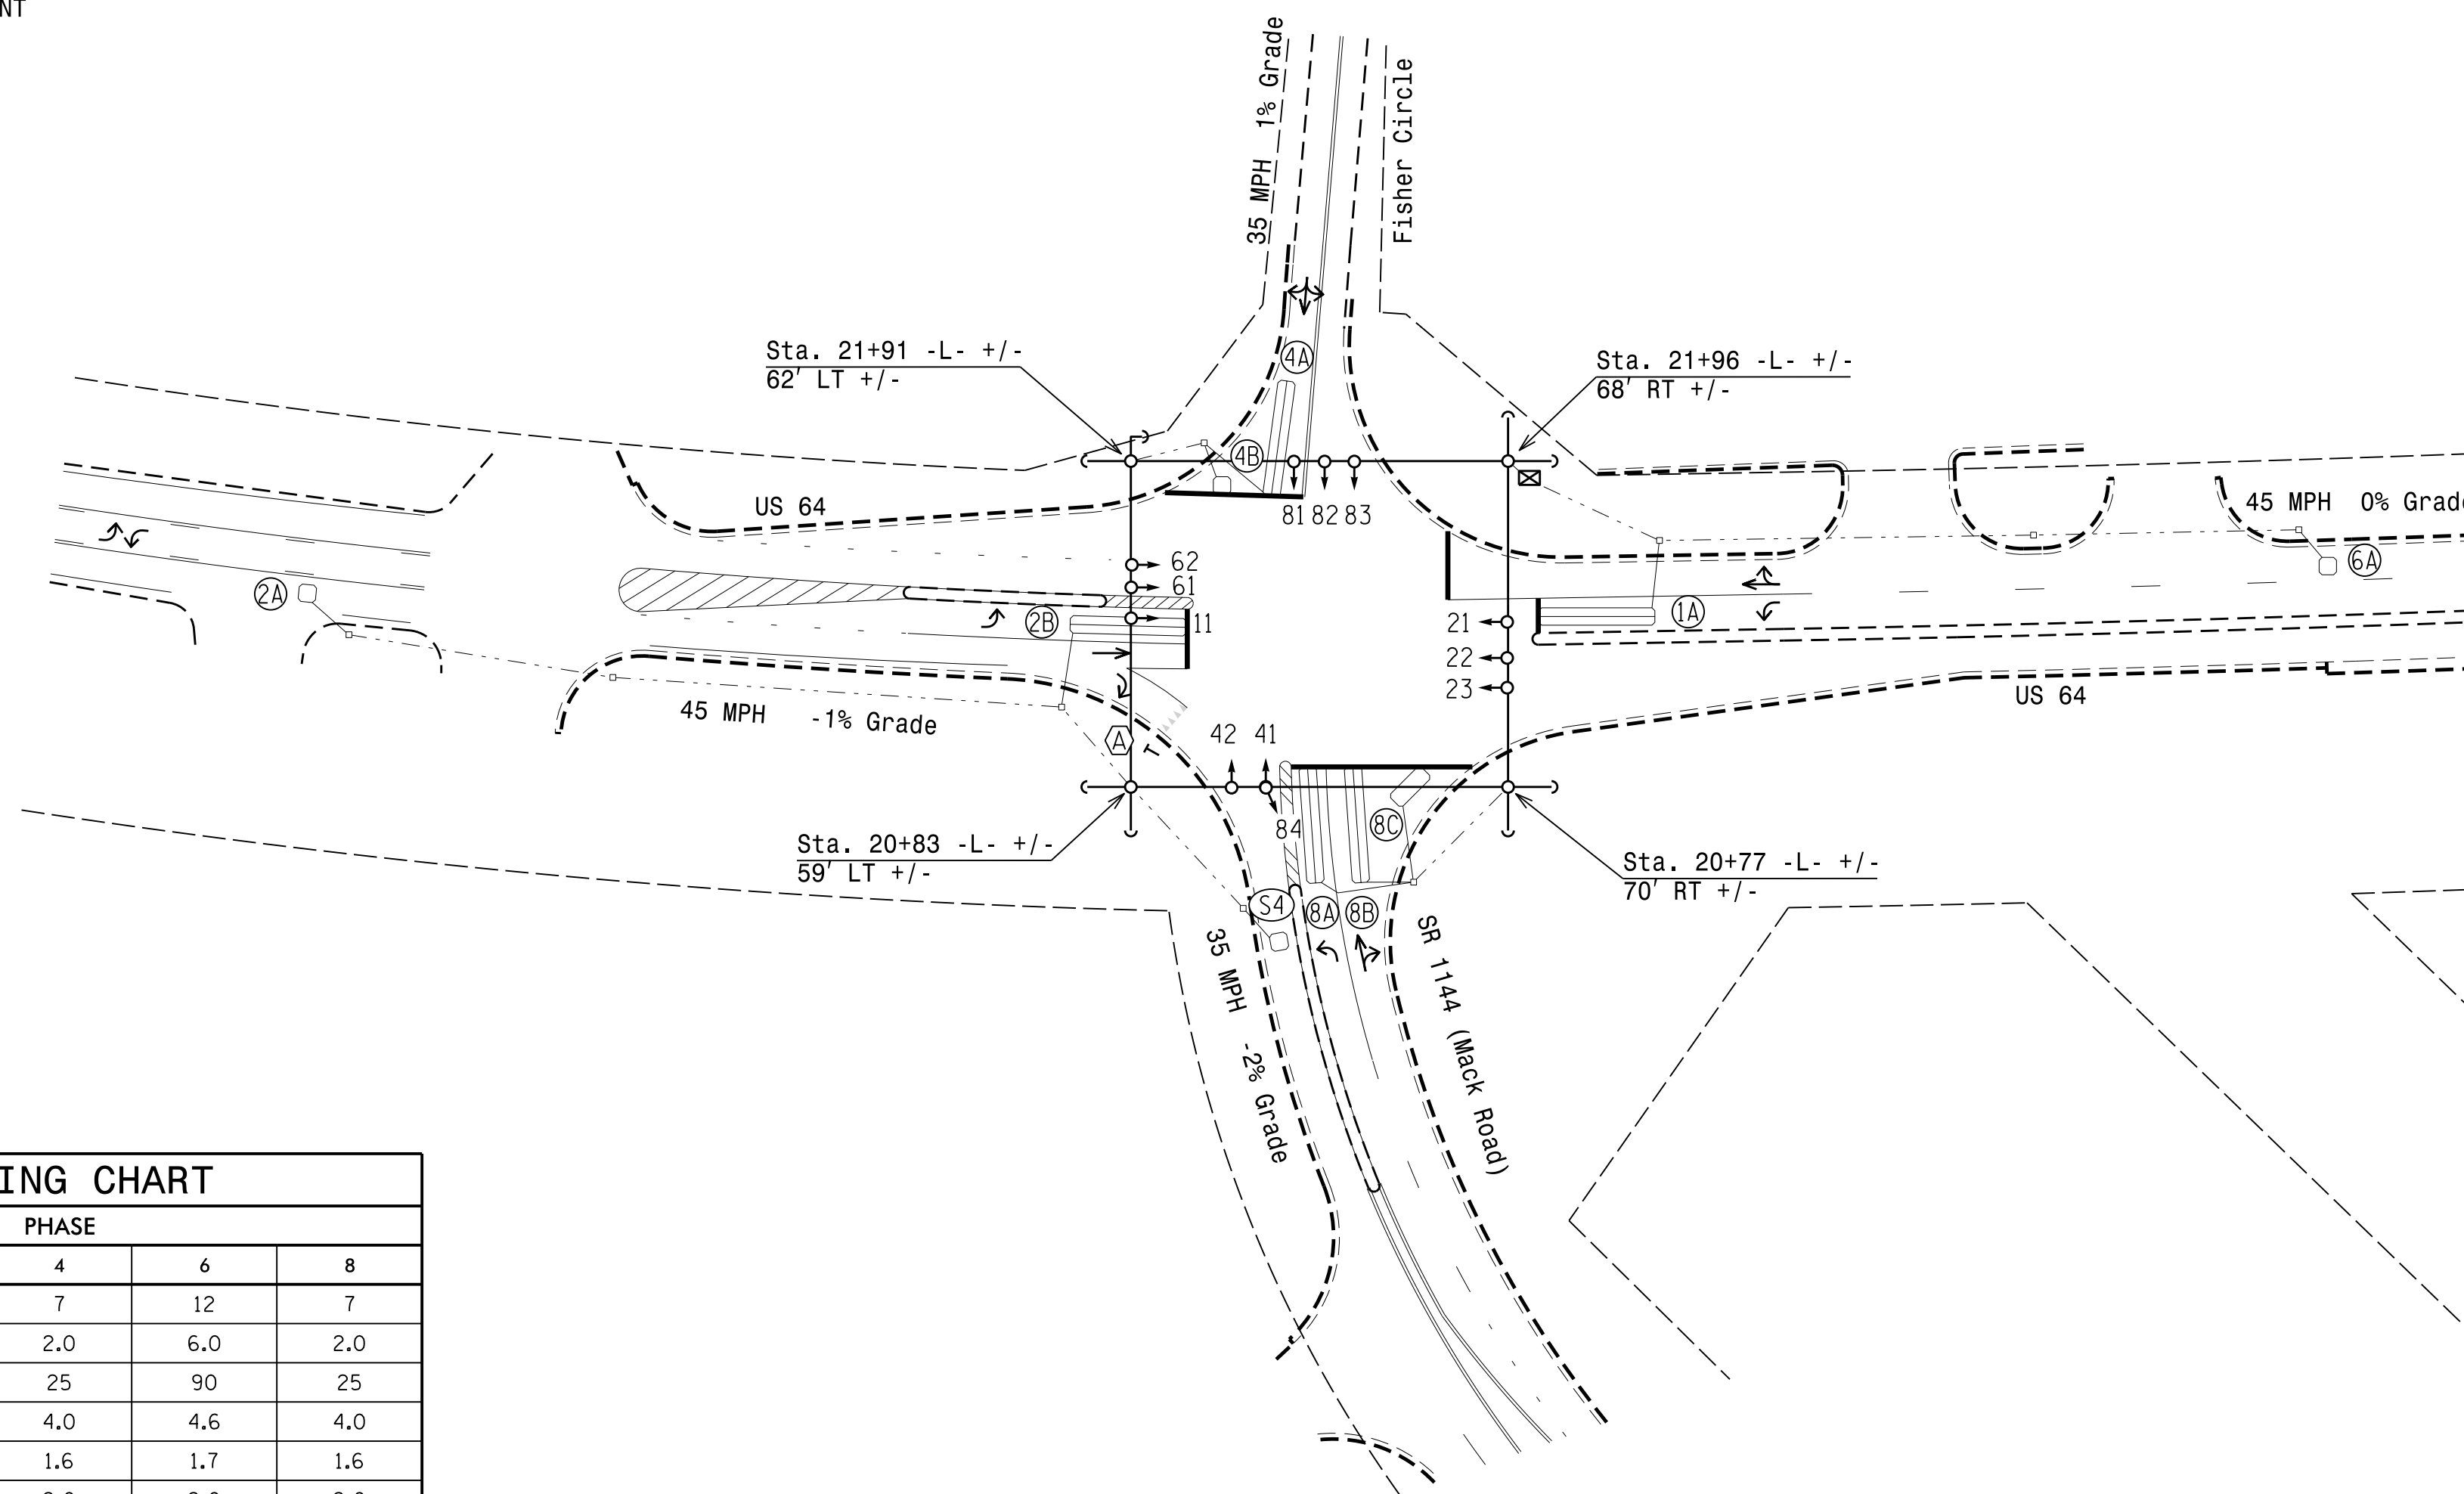 NT
35 MPH 1% Grade
Fisher Circle
Sta. 21+91 -L- +/-
62' LT +/-
Sta. 21+96 -L- +/-
68' RT +/-
4A
4B
US 64
81 82 83
45 MPH 0% Grade
6A
62
61
2A
2B
11
1A
21
22
23
45 MPH -1% Grade
US 64
A
T
42 41
84
8C
Sta. 20+83 -L- +/-
59' LT +/-
Sta. 20+77 -L- +/-
70' RT +/-
S4
8A
8B
35 MPH -2% Grade
SR 1144 (Mack Road)
ING CHART
PHASE
4 6 8
7 12 7
2.0 6.0 2.0
25 90 25
4.0 4.6 4.0
1.6 1.7 1.6